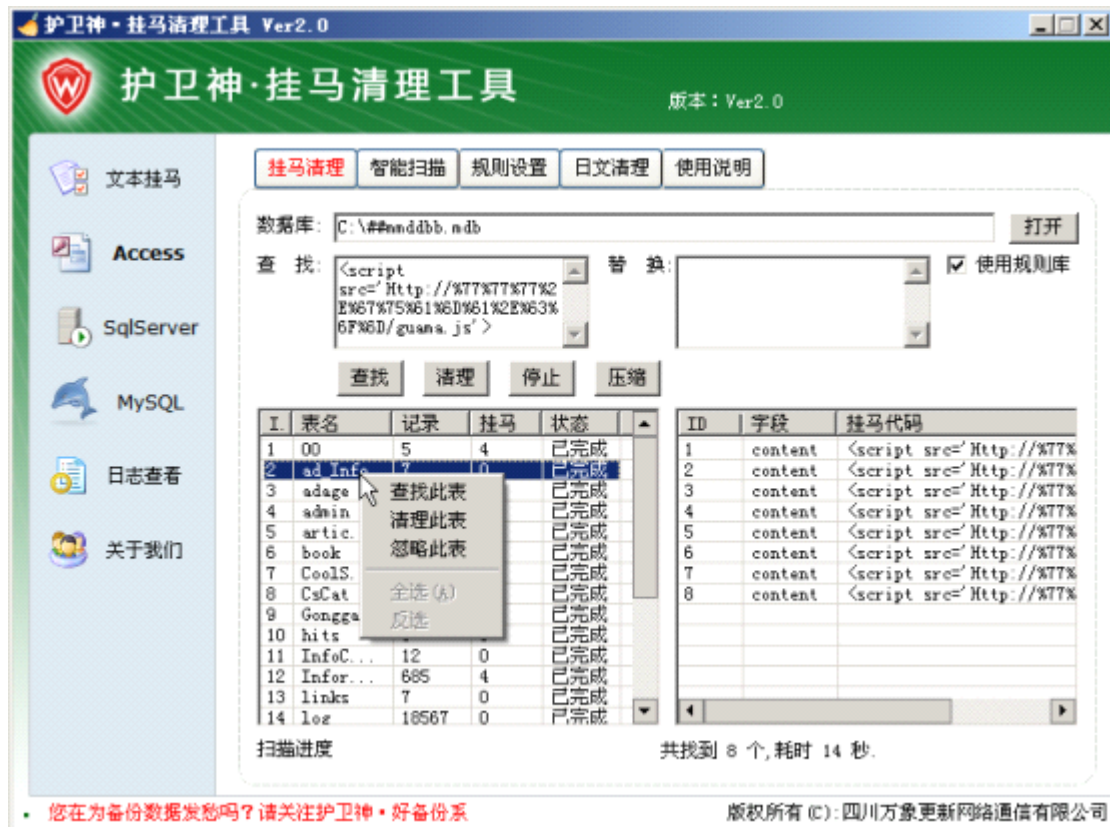 护卫神·挂马清理工具 Ver2.0
护卫神·挂马清理工具
版本：Ver2.0
文本挂马
Access
SqlServer
MySQL
日志查看
关于我们
挂马清理 智能扫描 规则设置 日文清理 使用说明
数据库: C:\##mmddbb.mdb 打开
查 找: 替 换: 使用规则库
<script
src='Http://%77%77%77%2
E%67%75%61%6D%61%2E%63%
6F%6D/guama.js'>
查找 清理 停止 压缩
I. 表名 记录 挂马 状态
1 00 5 4 已完成
2 ad_Info 7 0 已完成
3 adage 已完成
4 admin 已完成
5 artic. 已完成
6 book 已完成
7 CoolS. 已完成
8 CsCat 已完成
9 Gongga 已完成
10 hits 已完成
11 InfoC... 12 0 已完成
12 Infor... 685 4 已完成
13 links 7 0 已完成
14 log 18567 0 已完成
查找此表
清理此表
忽略此表
全选(A)
反选
ID 字段 挂马代码
1 content <script src='Http://%77%
2 content <script src='Http://%77%
3 content <script src='Http://%77%
4 content <script src='Http://%77%
5 content <script src='Http://%77%
6 content <script src='Http://%77%
7 content <script src='Http://%77%
8 content <script src='Http://%77%
扫描进度
共找到 8 个,耗时 14 秒.
您在为备份数据发愁吗？请关注护卫神·好备份系
版权所有 (C):四川万象更新网络通信有限公司